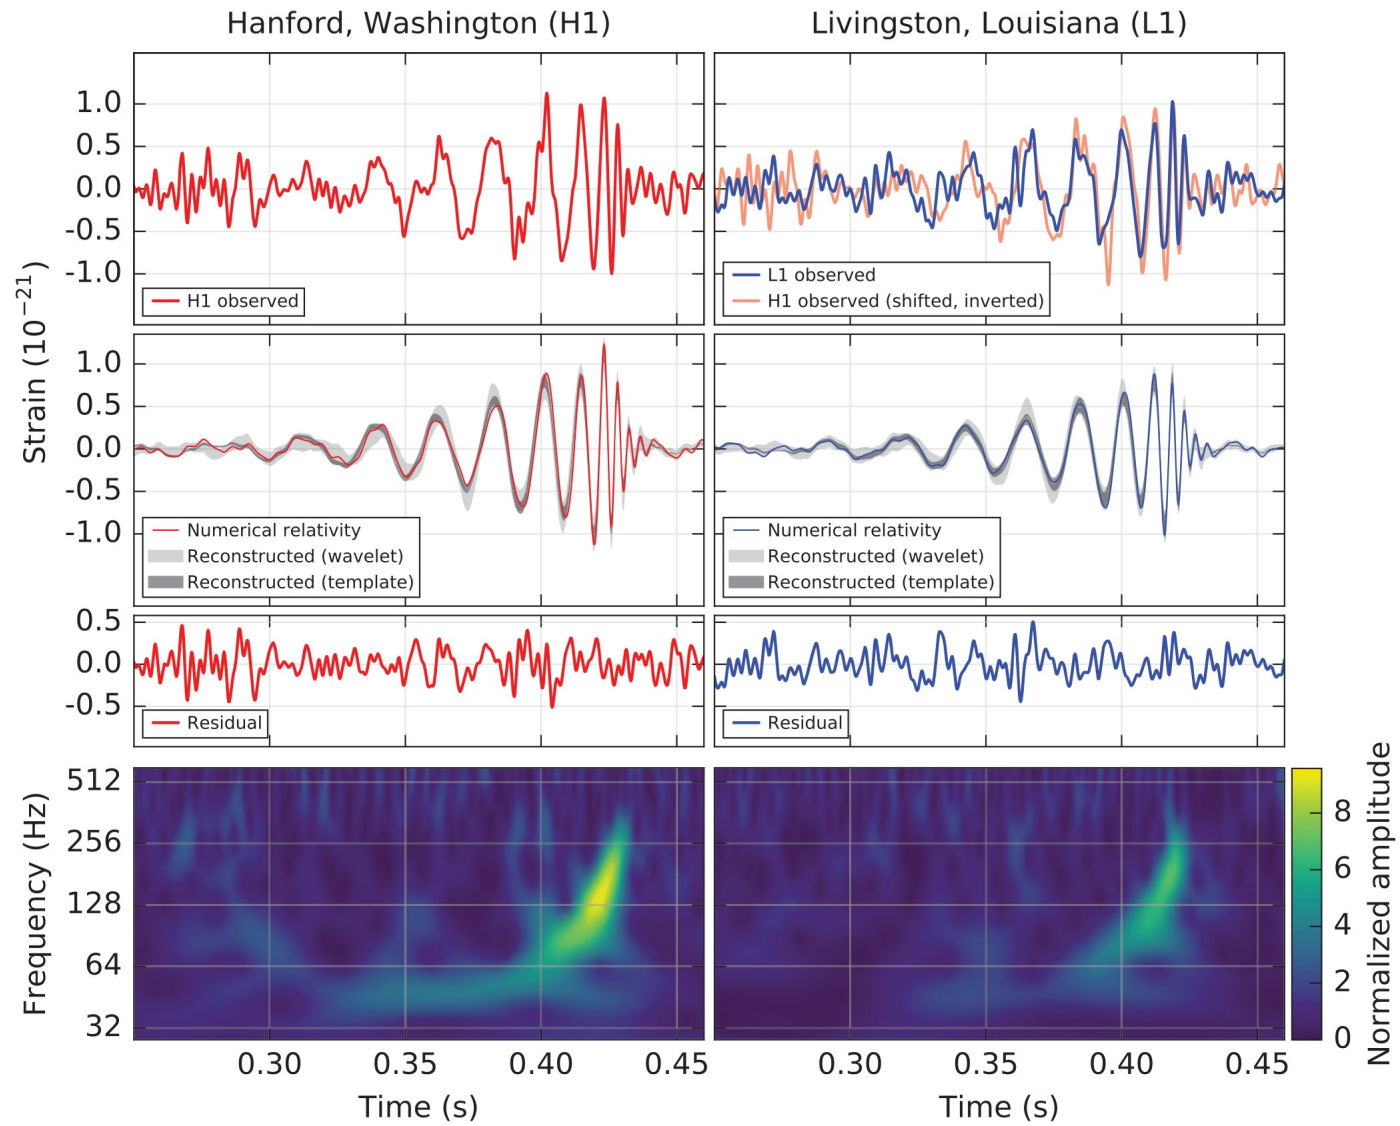 Hanford, Washington (H1)
Livingston, Louisiana (L1)
Strain (10−21)
1.0
0.5
0.0
-0.5
-1.0
H1 observed
L1 observed
H1 observed (shifted, inverted)
1.0
0.5
0.0
-0.5
-1.0
Numerical relativity
Reconstructed (wavelet)
Reconstructed (template)
Numerical relativity
Reconstructed (wavelet)
Reconstructed (template)
0.5
0.0
-0.5
Residual
Residual
Frequency (Hz)
512
256
128
64
32
0.30
0.35
0.40
0.45
Time (s)
0.30
0.35
0.40
0.45
Time (s)
8
6
4
2
0
Normalized amplitude